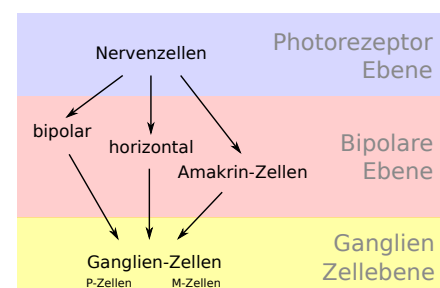 Photorezeptor
Ebene
Nervenzellen
bipolar
horizontal
Amakrin-Zellen
Bipolare
Ebene
Ganglien-Zellen
P-Zellen M-Zellen
Ganglien
Zellebene